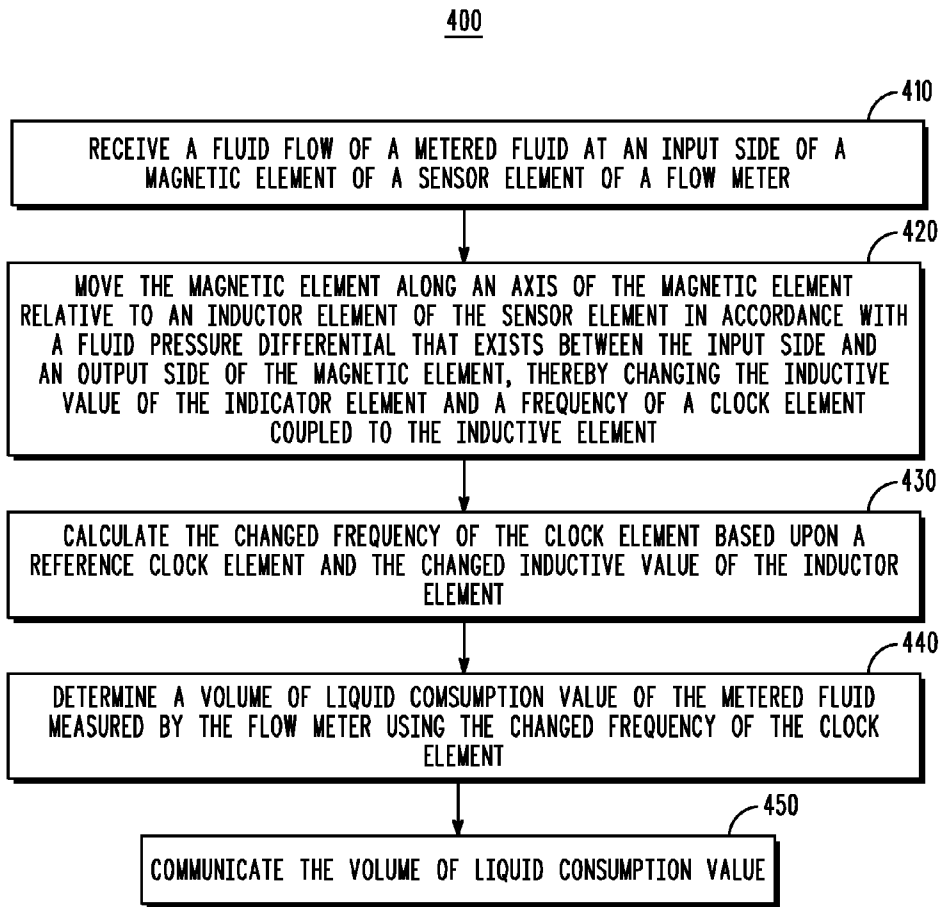 400
410
RECEIVE A FLUID FLOW OF A METERED FLUID AT AN INPUT SIDE OF A
MAGNETIC ELEMENT OF A SENSOR ELEMENT OF A FLOW METER
420
MOVE THE MAGNETIC ELEMENT ALONG AN AXIS OF THE MAGNETIC ELEMENT
RELATIVE TO AN INDUCTOR ELEMENT OF THE SENSOR ELEMENT IN ACCORDANCE WITH
A FLUID PRESSURE DIFFERENTIAL THAT EXISTS BETWEEN THE INPUT SIDE AND
AN OUTPUT SIDE OF THE MAGNETIC ELEMENT, THEREBY CHANGING THE INDUCTIVE
VALUE OF THE INDICATOR ELEMENT AND A FREQUENCY OF A CLOCK ELEMENT
COUPLED TO THE INDUCTIVE ELEMENT
430
CALCULATE THE CHANGED FREQUENCY OF THE CLOCK ELEMENT BASED UPON A
REFERENCE CLOCK ELEMENT AND THE CHANGED INDUCTIVE VALUE OF THE INDUCTOR
ELEMENT
440
DETERMINE A VOLUME OF LIQUID COMSUMPTION VALUE OF THE METERED FLUID
MEASURED BY THE FLOW METER USING THE CHANGED FREQUENCY OF THE CLOCK
ELEMENT
450
COMMUNICATE THE VOLUME OF LIQUID CONSUMPTION VALUE